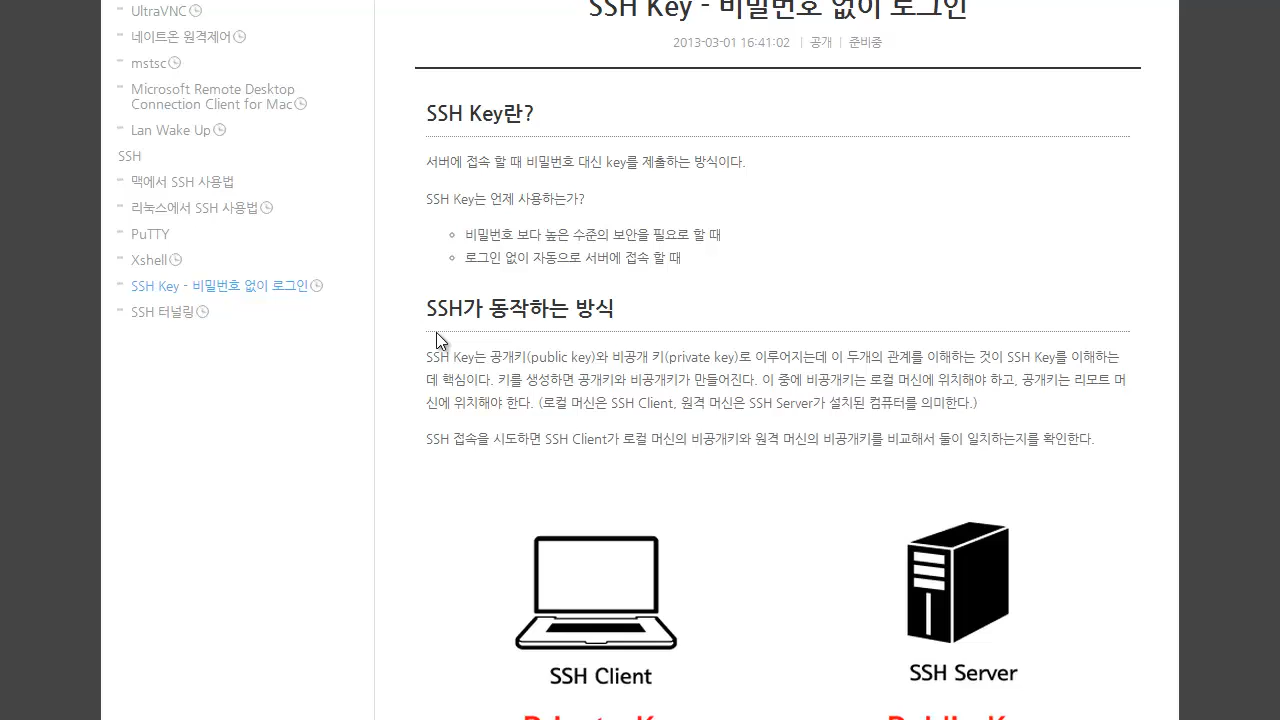 UltraVNC
네이트온 원격제어
mstsc
Microsoft Remote Desktop
Connection Client for Mac
Lan Wake Up
SSH
맥에서 SSH 사용법
리눅스에서 SSH 사용법
PuTTY
Xshell
SSH Key - 비밀번호 없이 로그인
SSH 터널링
SSH Key - 비밀번호 없이 로그인
2013-03-01 16:41:02 | 공개 | 준비중
SSH Key란?
서버에 접속 할 때 비밀번호 대신 key를 제출하는 방식이다.
SSH Key는 언제 사용하는가?
비밀번호 보다 높은 수준의 보안을 필요로 할 때
로그인 없이 자동으로 서버에 접속 할 때
SSH가 동작하는 방식
SSH Key는 공개키(public key)와 비공개 키(private key)로 이루어지는데 이 두개의 관계를 이해하는 것이 SSH Key를 이해하는
데 핵심이다. 키를 생성하면 공개키와 비공개키가 만들어진다. 이 중에 비공개키는 로컬 머신에 위치해야 하고, 공개키는 리모트 머
신에 위치해야 한다. (로컬 머신은 SSH Client, 원격 머신은 SSH Server가 설치된 컴퓨터를 의미한다.)
SSH 접속을 시도하면 SSH Client가 로컬 머신의 비공개키와 원격 머신의 비공개키를 비교해서 둘이 일치하는지를 확인한다.
SSH Client
SSH Server